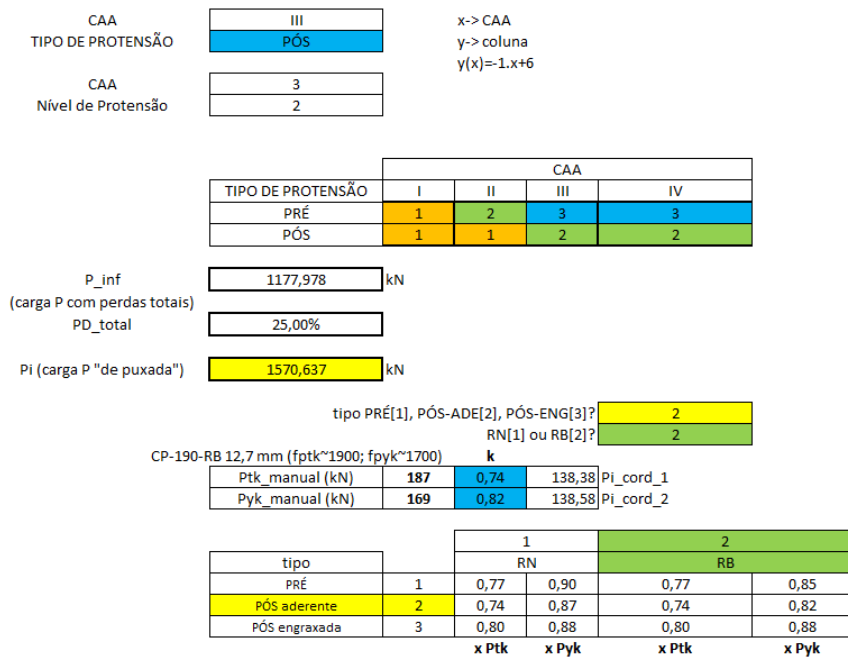 CAA III x-> CAA
TIPO DE PROTENSÃO PÓS y-> coluna
y(x)=-1.x+6
CAA 3
Nível de Protensão 2
CAA
TIPO DE PROTENSÃO I II III IV
PRÉ 1 2 3 3
PÓS 1 1 2 2
P_inf 1177,978 kN
(carga P com perdas totais)
PD_total 25,00%
Pi (carga P "de puxada") 1570,637 kN
tipo PRÉ[1], PÓS-ADE[2], PÓS-ENG[3]? 2
RN[1] ou RB[2]? 2
CP-190-RB 12,7 mm (fptk~1900; fpyk~1700) k
Ptk_manual (kN) 187 0,74 138,38 Pi_cord_1
Pyk_manual (kN) 169 0,82 138,58 Pi_cord_2
1 2
tipo RN RB
PRÉ 1 0,77 0,90 0,77 0,85
PÓS aderente 2 0,74 0,87 0,74 0,82
PÓS engraxada 3 0,80 0,88 0,80 0,88
x Ptk x Pyk x Ptk x Pyk